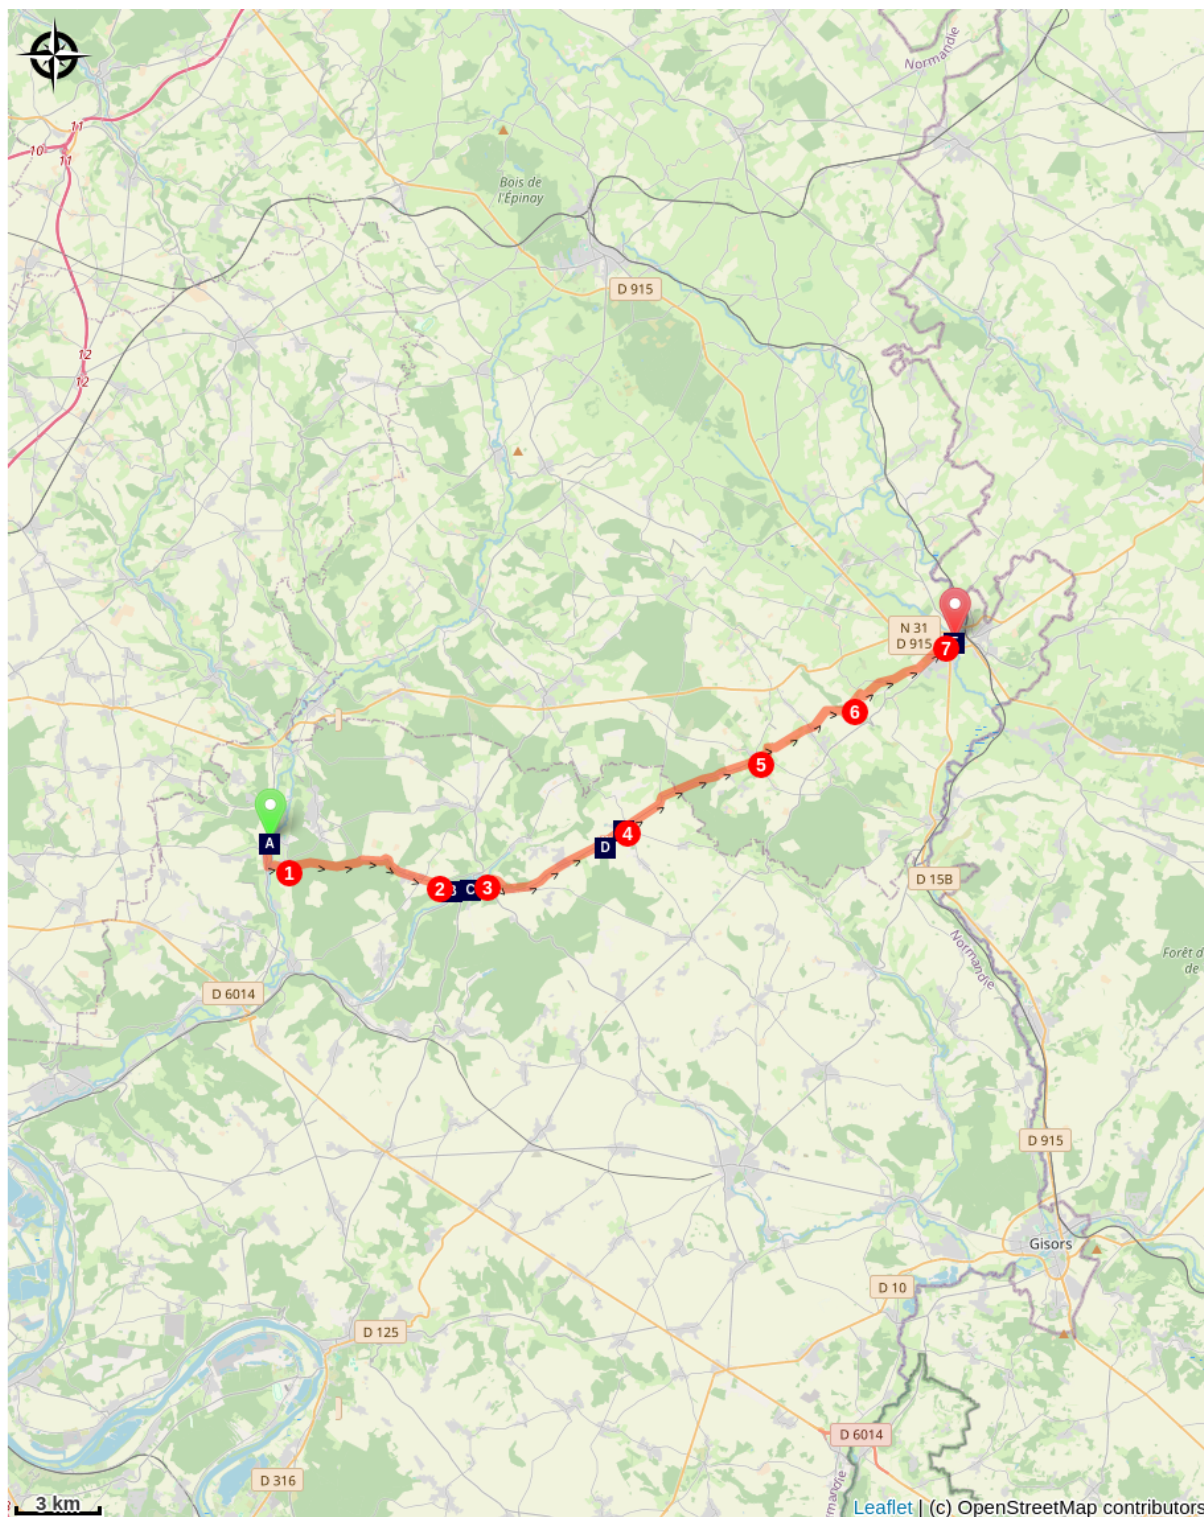 Normandie
11
10
11
Bois de
l'Épinay
D 915
12
12
N 31
D 915
7
6
5
A
4
D
1
2
C
3
D 15B
Normandie
Forêt d
de
D 6014
D 915
Gisors
D 10
D 125
D 6014
D 316
mandie
3 km
Leaflet | (c) OpenStreetMap contributors